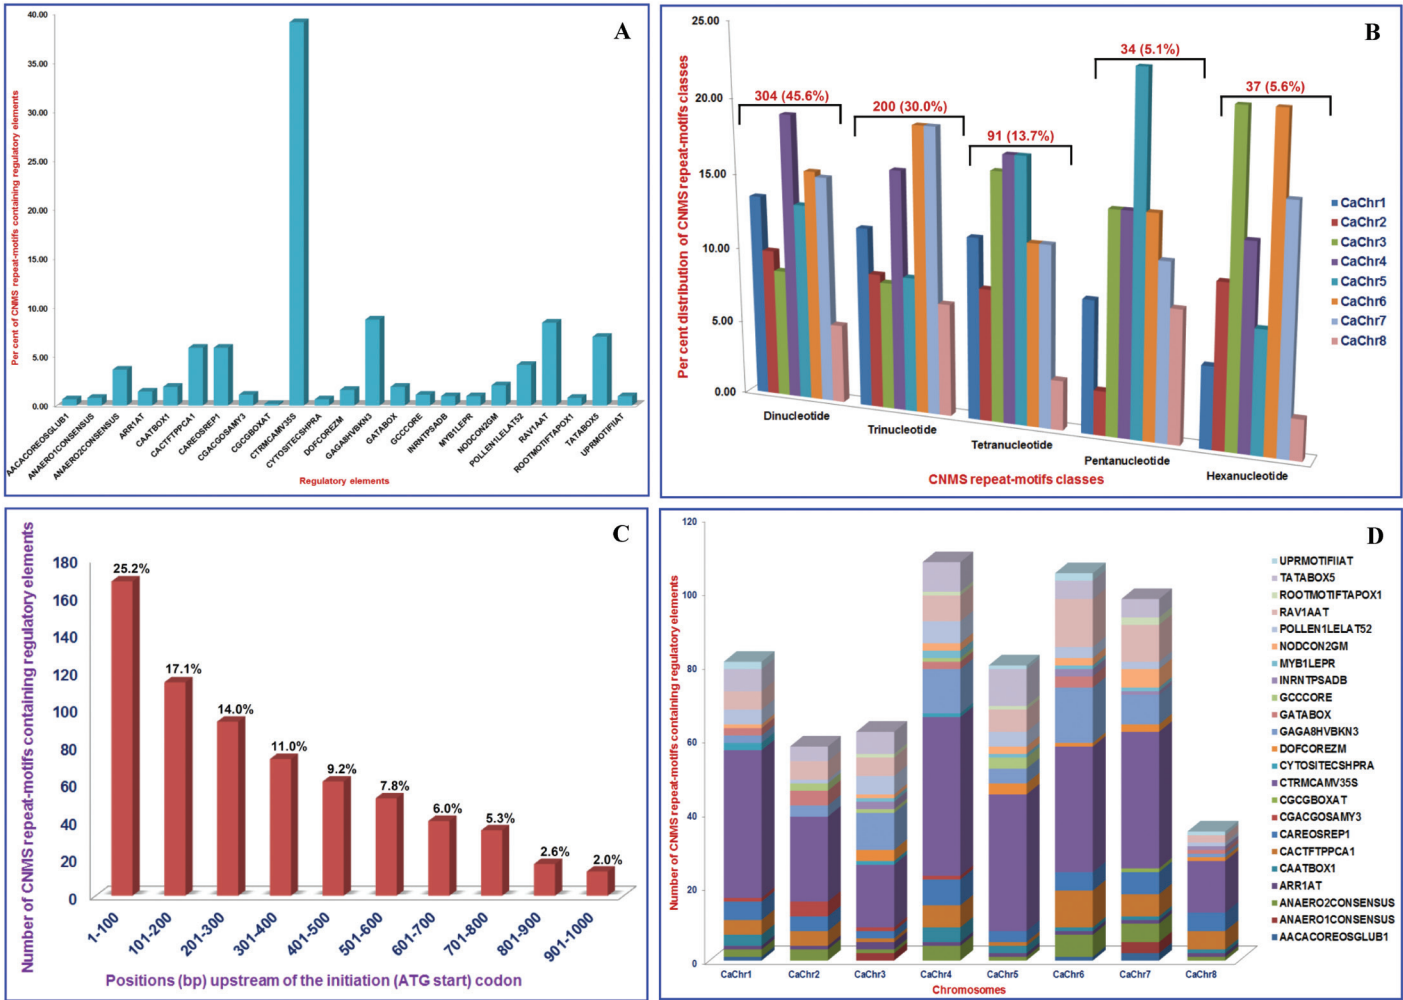 A
Per cent of CNMS repeat-motifs containing regulatory elements
40.00
35.00
30.00
25.00
20.00
15.00
10.00
5.00
0.00
AACACOREOSGLUB1
ANAERO1CONSENSUS
ANAERO2CONSENSUS
ARR1AT
CAATBOX1
CACTFTPPCA1
CAREOSREP1
CGACGOSAMY3
CGCGBOXAT
CTRMCAMV35S
CYTOSITECSHPRA
DOFCOREZM
GAGA8HVBKN3
GATABOX
GCCCORE
INRNTPSADB
MYB1LEPR
NODCON2GM
POLLEN1LELAT52
RAV1AAT
ROOTMOTIFTAPOX1
TATABOX5
UPRMOTIFIIAT
Regulatory elements
B
Per cent distribution of CNMS repeat-motifs classes
25.00
20.00
15.00
10.00
5.00
0.00
304 (45.6%)
200 (30.0%)
91 (13.7%)
34 (5.1%)
37 (5.6%)
Dinucleotide
Trinucleotide
Tetranucleotide
Pentanucleotide
Hexanucleotide
CNMS repeat-motifs classes
CaChr1
CaChr2
CaChr3
CaChr4
CaChr5
CaChr6
CaChr7
CaChr8
C
Number of CNMS repeat-motifs containing regulatory elements
180
160
140
120
100
80
60
40
20
0
25.2%
17.1%
14.0%
11.0%
9.2%
7.8%
6.0%
5.3%
2.6%
2.0%
1-100
101-200
201-300
301-400
401-500
501-600
601-700
701-800
801-900
901-1000
Positions (bp) upstream of the initiation (ATG start) codon
D
Number of CNMS repeat-motifs containing regulatory elements
120
100
80
60
40
20
0
CaChr1
CaChr2
CaChr3
CaChr4
CaChr5
CaChr6
CaChr7
CaChr8
Chromosomes
UPRMOTIFIIAT
TATABOX5
ROOTMOTIFTAPOX1
RAV1AAT
POLLEN1LELAT52
NODCON2GM
MYB1LEPR
INRNTPSADB
GCCCORE
GATABOX
GAGA8HVBKN3
DOFCOREZM
CYTOSITECSHPRA
CTRMCAMV35S
CGCGBOXAT
CGACGOSAMY3
CAREOSREP1
CACTFTPPCA1
CAATBOX1
ARR1AT
ANAERO2CONSENSUS
ANAERO1CONSENSUS
AACACOREOSGLUB1